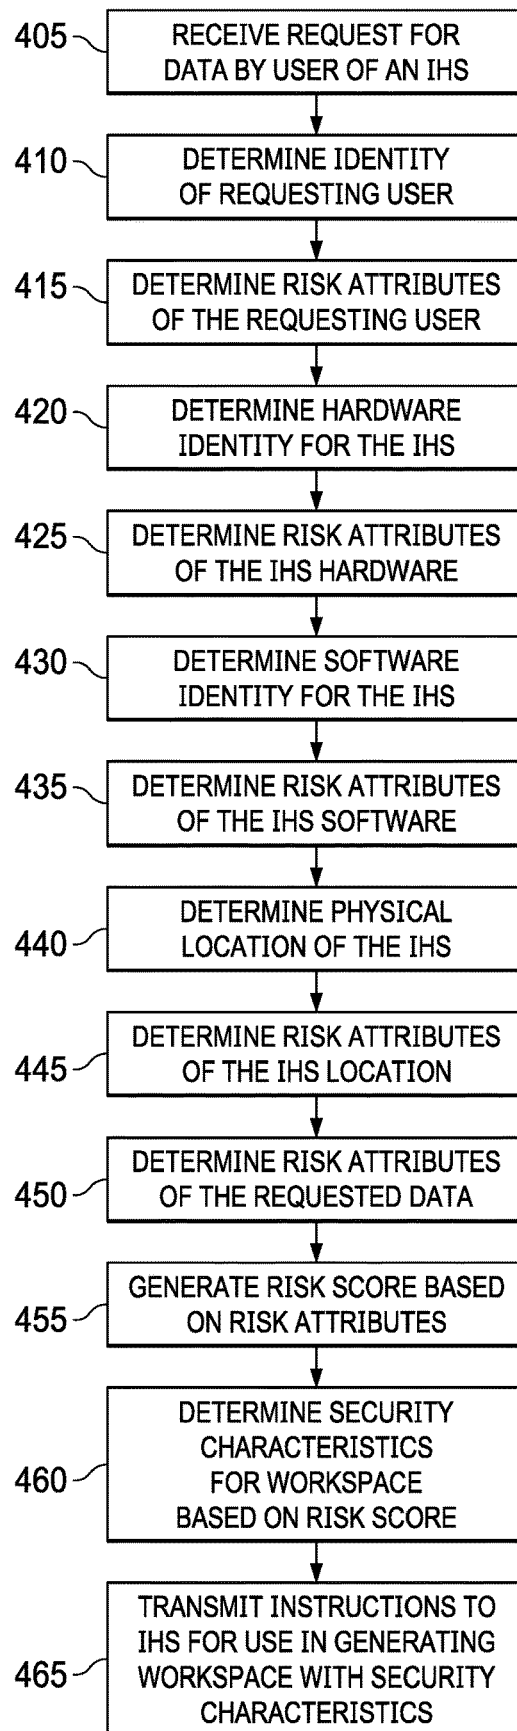 405
RECEIVE REQUEST FOR
DATA BY USER OF AN IHS
410
DETERMINE IDENTITY
OF REQUESTING USER
415
DETERMINE RISK ATTRIBUTES
OF THE REQUESTING USER
420
DETERMINE HARDWARE
IDENTITY FOR THE IHS
425
DETERMINE RISK ATTRIBUTES
OF THE IHS HARDWARE
430
DETERMINE SOFTWARE
IDENTITY FOR THE IHS
435
DETERMINE RISK ATTRIBUTES
OF THE IHS SOFTWARE
440
DETERMINE PHYSICAL
LOCATION OF THE IHS
445
DETERMINE RISK ATTRIBUTES
OF THE IHS LOCATION
450
DETERMINE RISK ATTRIBUTES
OF THE REQUESTED DATA
455
GENERATE RISK SCORE BASED
ON RISK ATTRIBUTES
460
DETERMINE SECURITY
CHARACTERISTICS
FOR WORKSPACE
BASED ON RISK SCORE
465
TRANSMIT INSTRUCTIONS TO
IHS FOR USE IN GENERATING
WORKSPACE WITH SECURITY
CHARACTERISTICS